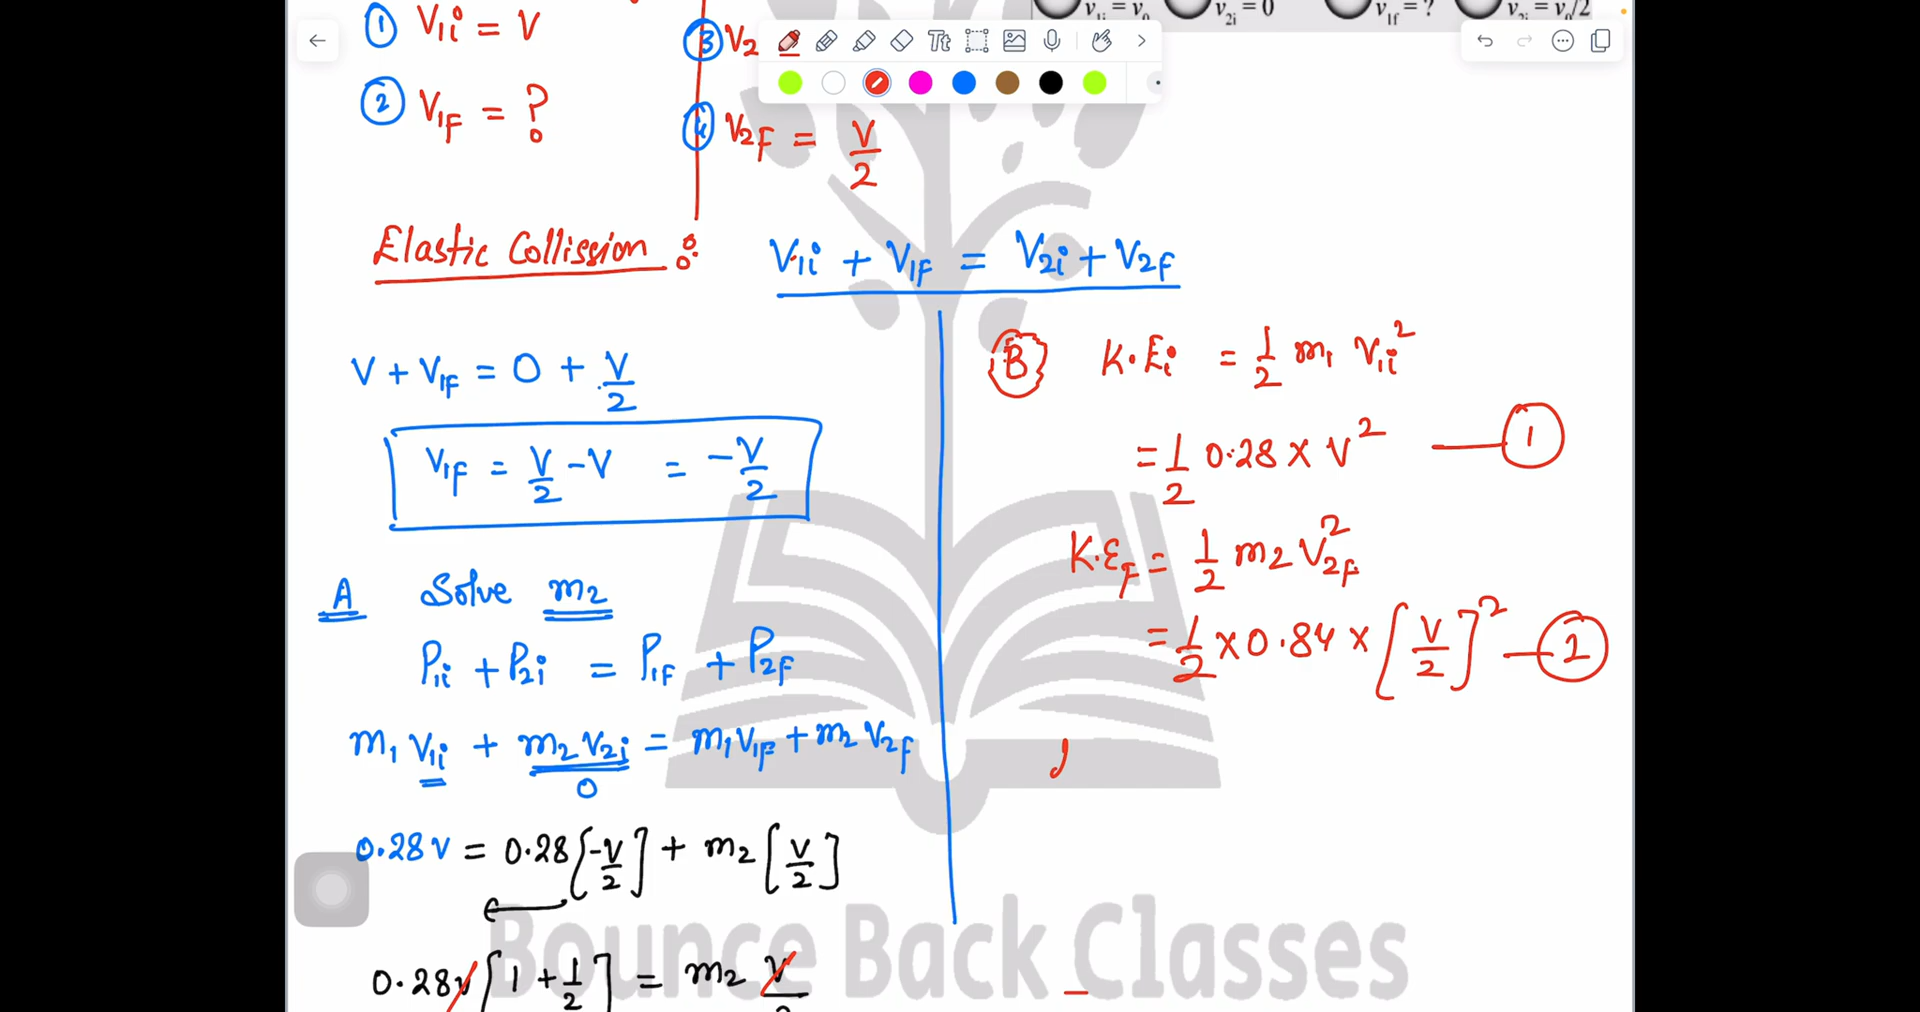 v₁ᵢ = v₀ v₂ᵢ = 0 v₁f = ? v₂ᵢ = v₀/2
① V₁ᵢ = V
③ V₂
Tt
② V₁F = ?
④ V₂F = V/2
Elastic Collission :
V₁ᵢ + V₁F = V₂ᵢ + V₂F
V + V₁F = 0 + V/2
V₁F = V/2 - V = -V/2
A Solve m₂
P₁ᵢ + P₂ᵢ = P₁F + P₂F
m₁ V₁ᵢ + m₂ V₂ᵢ = m₁ V₁F + m₂ V₂F
0
0.28 V = 0.28 [-V/2] + m₂ [V/2]
0.28 V [1 + 1/2] = m₂ V
B K.Eᵢ = 1/2 m₁ V₁ᵢ²
= 1/2 0.28 × V² — ①
K.E_F = 1/2 m₂ V₂F²
= 1/2 × 0.84 × [V/2]² — ②
Bounce Back Classes